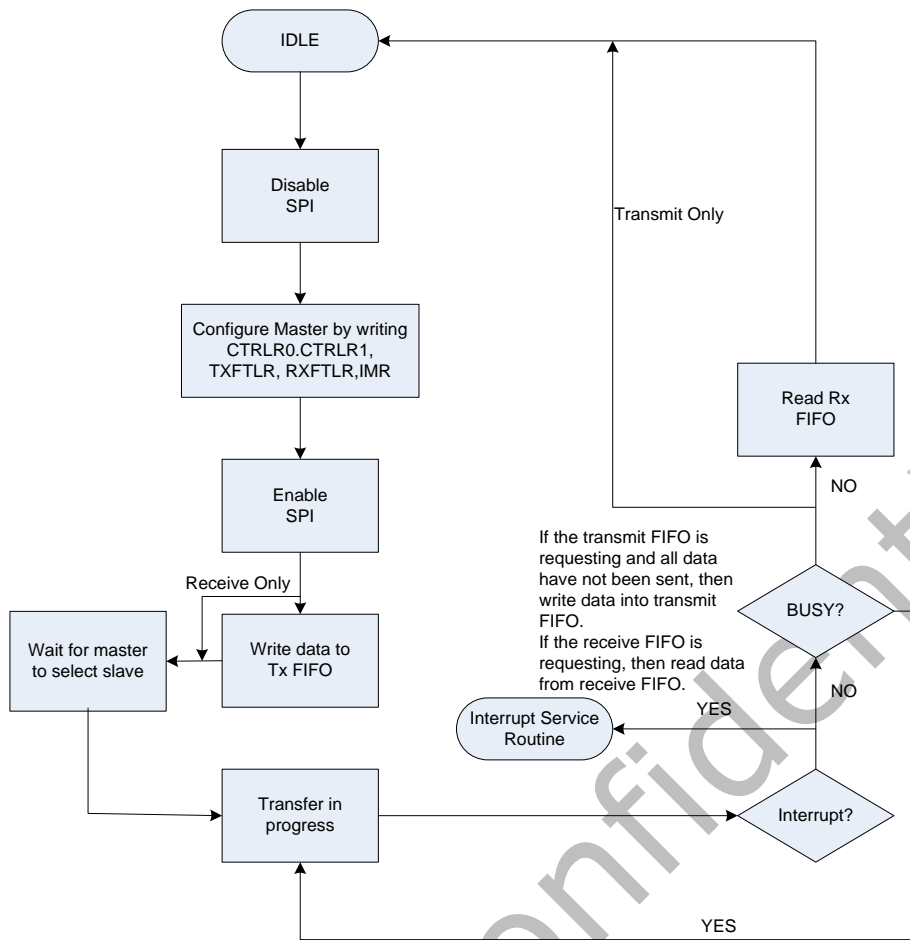 IDLE
Disable
SPI
Transmit Only
Configure Master by writing
CTRLR0.CTRLR1,
TXFTLR, RXFTLR,IMR
Read Rx
FIFO
Enable
SPI
NO
If the transmit FIFO is
requesting and all data
have not been sent, then
write data into transmit
FIFO.
If the receive FIFO is
requesting, then read data
from receive FIFO.
Receive Only
BUSY?
Wait for master
to select slave
Write data to
Tx FIFO
NO
YES
Interrupt Service
Routine
Transfer in
progress
Interrupt?
YES
onfident